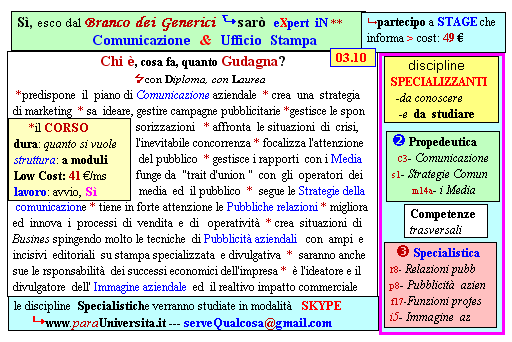 Sì, esco dal Branco dei Generici ↳sarò eXpert iN **
Comunicazione & Ufficio Stampa
↳partecipo a STAGE che
informa > cost: 49 €
Chi è, cosa fa, quanto Gudagna?
03.10
con Diploma, con Laurea
*predispone il piano di Comunicazione aziendale * crea una strategia
di marketing * sa ideare, gestire campagne pubblicitarie *gestisce le spon
sorizzazioni * affronta le situazioni di crisi,
l'inevitabile concorrenza * focalizza l'attenzione
del pubblico * gestisce i rapporti con i Media
funge da "trait d'union" con gli operatori dei
media ed il pubblico * segue le Strategie della
*il CORSO
dura: quanto si vuole
struttura: a moduli
Low Cost: 41 €/ms
lavoro: avvio, Sì
comunicazione * tiene in forte attenzione le Pubbliche relazioni * migliora
ed innova i processi di vendita e di operatività * crea situazioni di
Busines spingendo molto le tecniche di Pubblicità aziendali con ampi e
incisivi editoriali su stampa specializzata e divulgativa * saranno anche
sue le rsponsabilità dei successi economici dell'impresa * è l'ideatore e il
divulgatore dell' Immagine aziendale ed il realtivo impatto commerciale
le discipline Specialistiche verranno studiate in modalità SKYPE
↳www.paraUniversita.it --- serveQualcosa@gmail.com
discipline
SPECIALIZZANTI
-da conoscere
-e da studiare
❷ Propedeutica
c3- Comunicazione
s1- Strategie Comun
m14a- i Media
Competenze
trasversali
❸ Specialistica
r8- Relazioni pubb
p8- Pubblicità azien
f17-Funzioni profes
i5- Immagine az